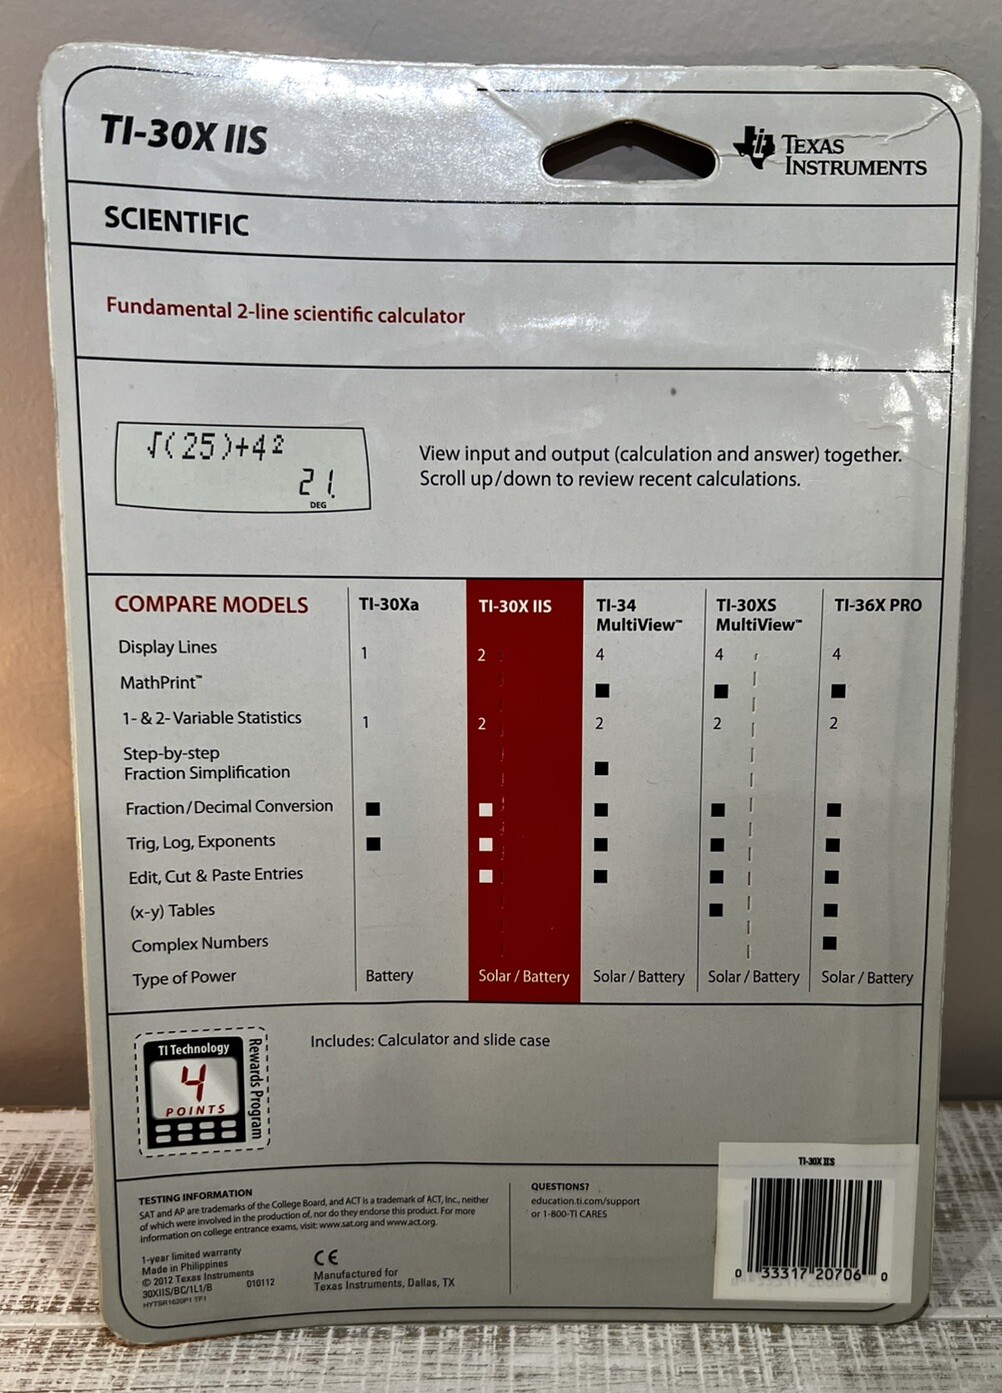 TI-30X IIS
TEXAS
INSTRUMENTS
SCIENTIFIC
Fundamental 2-line scientific calculator
√(25)+4²
21.
DEG
View input and output (calculation and answer) together.
Scroll up/down to review recent calculations.
COMPARE MODELS TI-30Xa TI-30X IIS TI-34 MultiView™ TI-30XS MultiView™ TI-36X PRO
Display Lines 1 2 4 4 4
MathPrint™ ■ ■ ■
1- & 2- Variable Statistics 1 2 2 2 2
Step-by-step
Fraction Simplification ■
Fraction/Decimal Conversion ■ ■ ■ ■ ■
Trig, Log, Exponents ■ ■ ■ ■ ■
Edit, Cut & Paste Entries ■ ■ ■ ■
(x-y) Tables ■ ■
Complex Numbers ■
Type of Power Battery Solar / Battery Solar / Battery Solar / Battery Solar / Battery
TI Technology
4
POINTS
Rewards Program
Includes: Calculator and slide case
TESTING INFORMATION
SAT and AP are trademarks of the College Board, and ACT is a trademark of ACT, Inc., neither
of which were involved in the production of, nor do they endorse this product. For more
information on college entrance exams, visit: www.sat.org and www.act.org.
1-year limited warranty
Made in Philippines
© 2012 Texas Instruments
30XIIS/BC/1L1/B 010112
HYTSR1620P1 TF1
CE
Manufactured for
Texas Instruments, Dallas, TX
QUESTIONS?
education.ti.com/support
or 1-800-TI CARES
TI-30X IIS
0 33317 20706 0